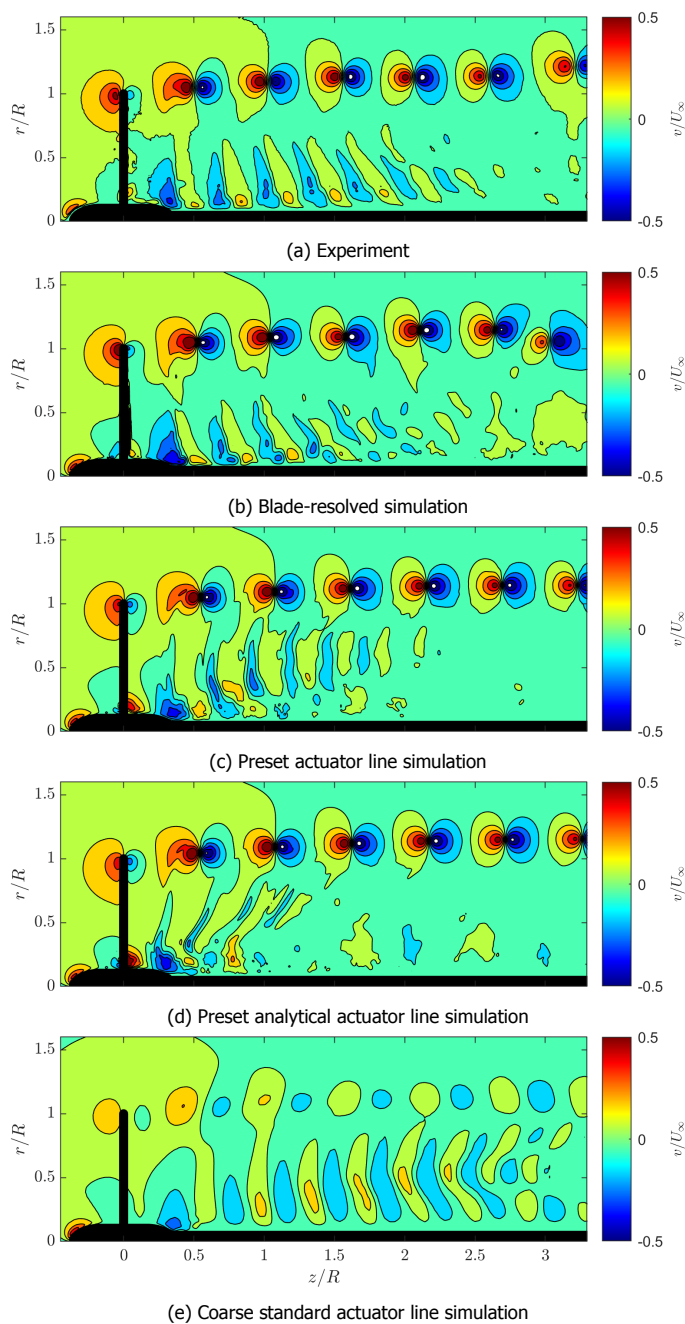 1.5
1
0.5
0
r/R
0.5
0
-0.5
v/U∞
(a) Experiment
1.5
1
0.5
0
r/R
0.5
0
-0.5
v/U∞
(b) Blade-resolved simulation
1.5
1
0.5
0
r/R
0.5
0
-0.5
v/U∞
(c) Preset actuator line simulation
1.5
1
0.5
0
r/R
0.5
0
-0.5
v/U∞
(d) Preset analytical actuator line simulation
1.5
1
0.5
0
r/R
0.5
0
-0.5
v/U∞
0 0.5 1 1.5 2 2.5 3
z/R
(e) Coarse standard actuator line simulation